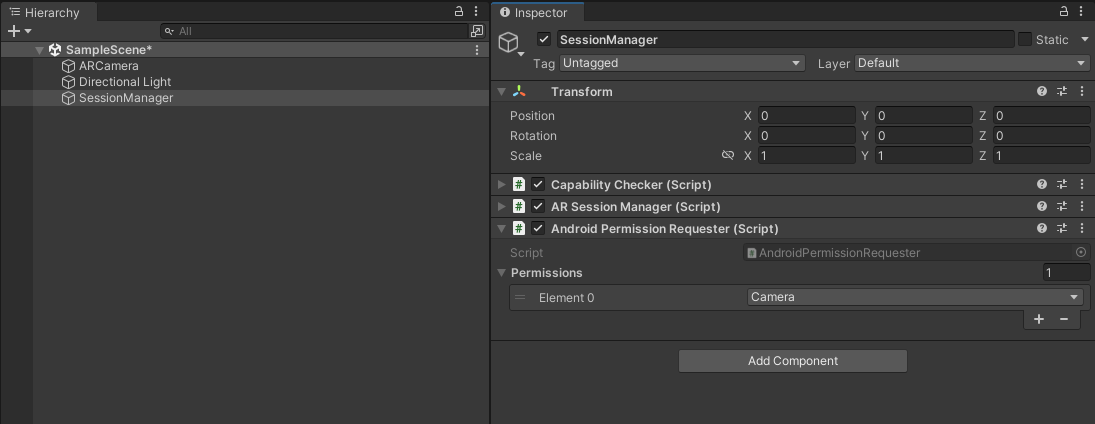 Hierarchy
All
SampleScene*
ARCamera
Directional Light
SessionManager
Inspector
SessionManager Static
Tag Untagged Layer Default
Transform
Position X 0 Y 0 Z 0
Rotation X 0 Y 0 Z 0
Scale X 1 Y 1 Z 1
# Capability Checker (Script)
# AR Session Manager (Script)
# Android Permission Requester (Script)
Script # AndroidPermissionRequester
Permissions 1
Element 0 Camera
+ −
Add Component